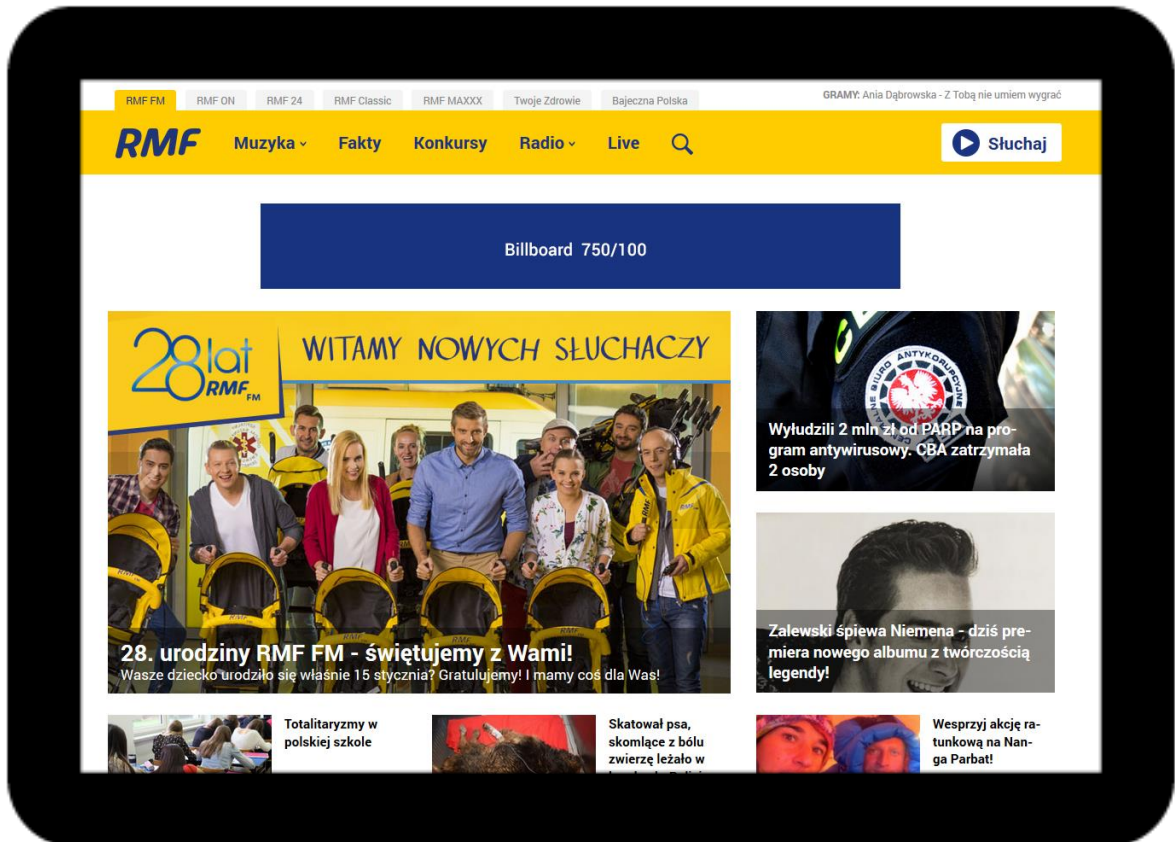 RMF FM RMF ON RMF 24 RMF Classic RMF MAXXX Twoje Zdrowie Bajeczna Polska GRAMY: Ania Dąbrowska - Z Tobą nie umiem wygrać
RMF Muzyka Fakty Konkursy Radio Live Słuchaj
Billboard 750/100
28 lat
RMF FM
WITAMY NOWYCH SŁUCHACZY
28. urodziny RMF FM - świętujemy z Wami!
Wasze dziecko urodziło się właśnie 15 stycznia? Gratulujemy! I mamy coś dla Was!
BIURO ANTYKORUPCYJNE
Wyłudzili 2 mln zł od PARP na pro-
gram antywirusowy. CBA zatrzymała
2 osoby
Zalewski śpiewa Niemena - dziś pre-
miera nowego albumu z twórczością
legendy!
Totalitaryzmy w
polskiej szkole
Skatował psa,
skomlące z bólu
zwierzę leżało w
Wesprzyj akcję ra-
tunkową na Nan-
ga Parbat!